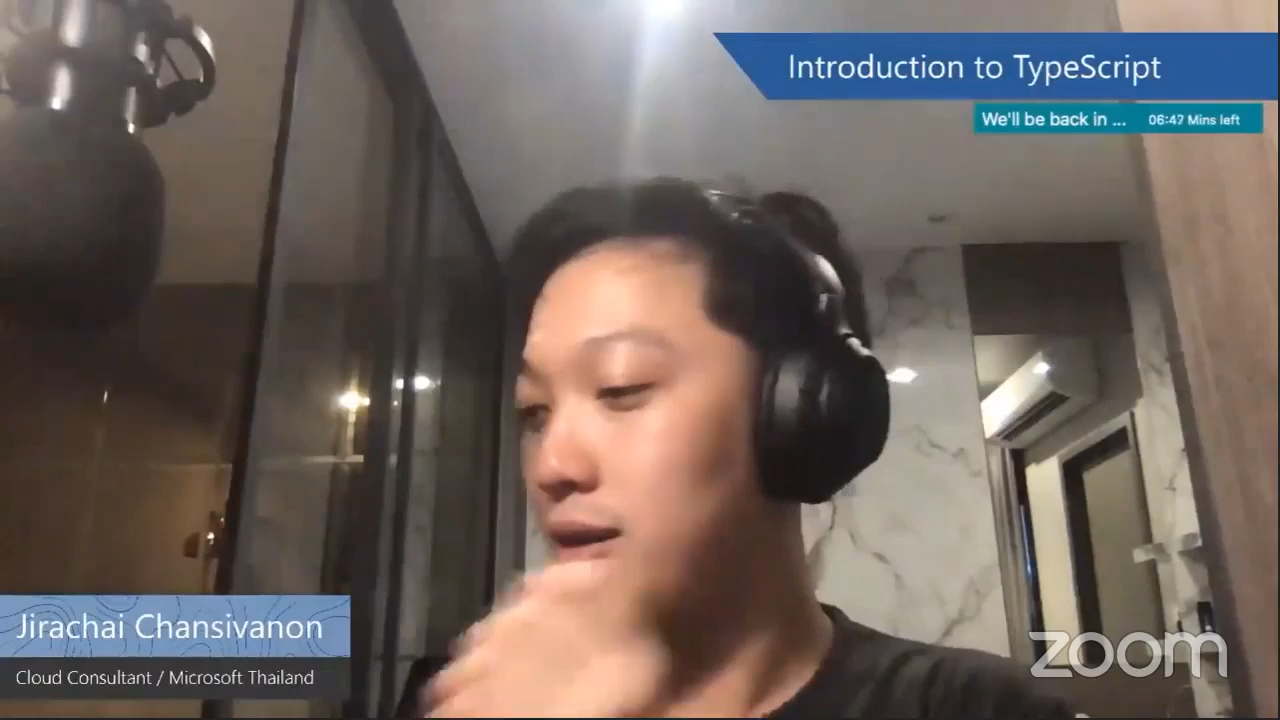 Introduction to TypeScript
We'll be back in ... 06:47 Mins left
Jirachai Chansivanon
Cloud Consultant / Microsoft Thailand
zoom